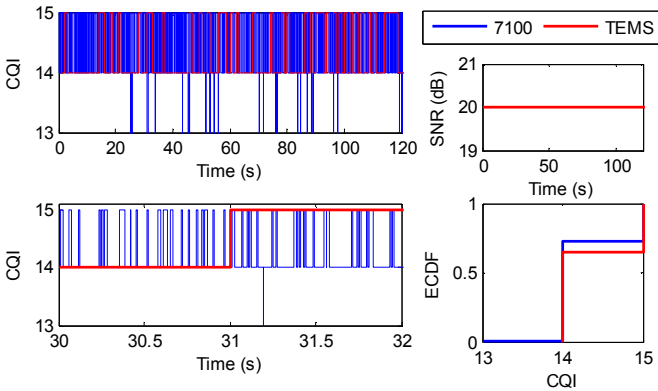 7100 TEMS
CQI
15
14
13
0 20 40 60 80 100 120
Time (s)
SNR (dB)
21
20
19
0 50 100
Time (s)
CQI
15
14
13
30 30.5 31 31.5 32
Time (s)
ECDF
1
0.5
0
13 14 15
CQI